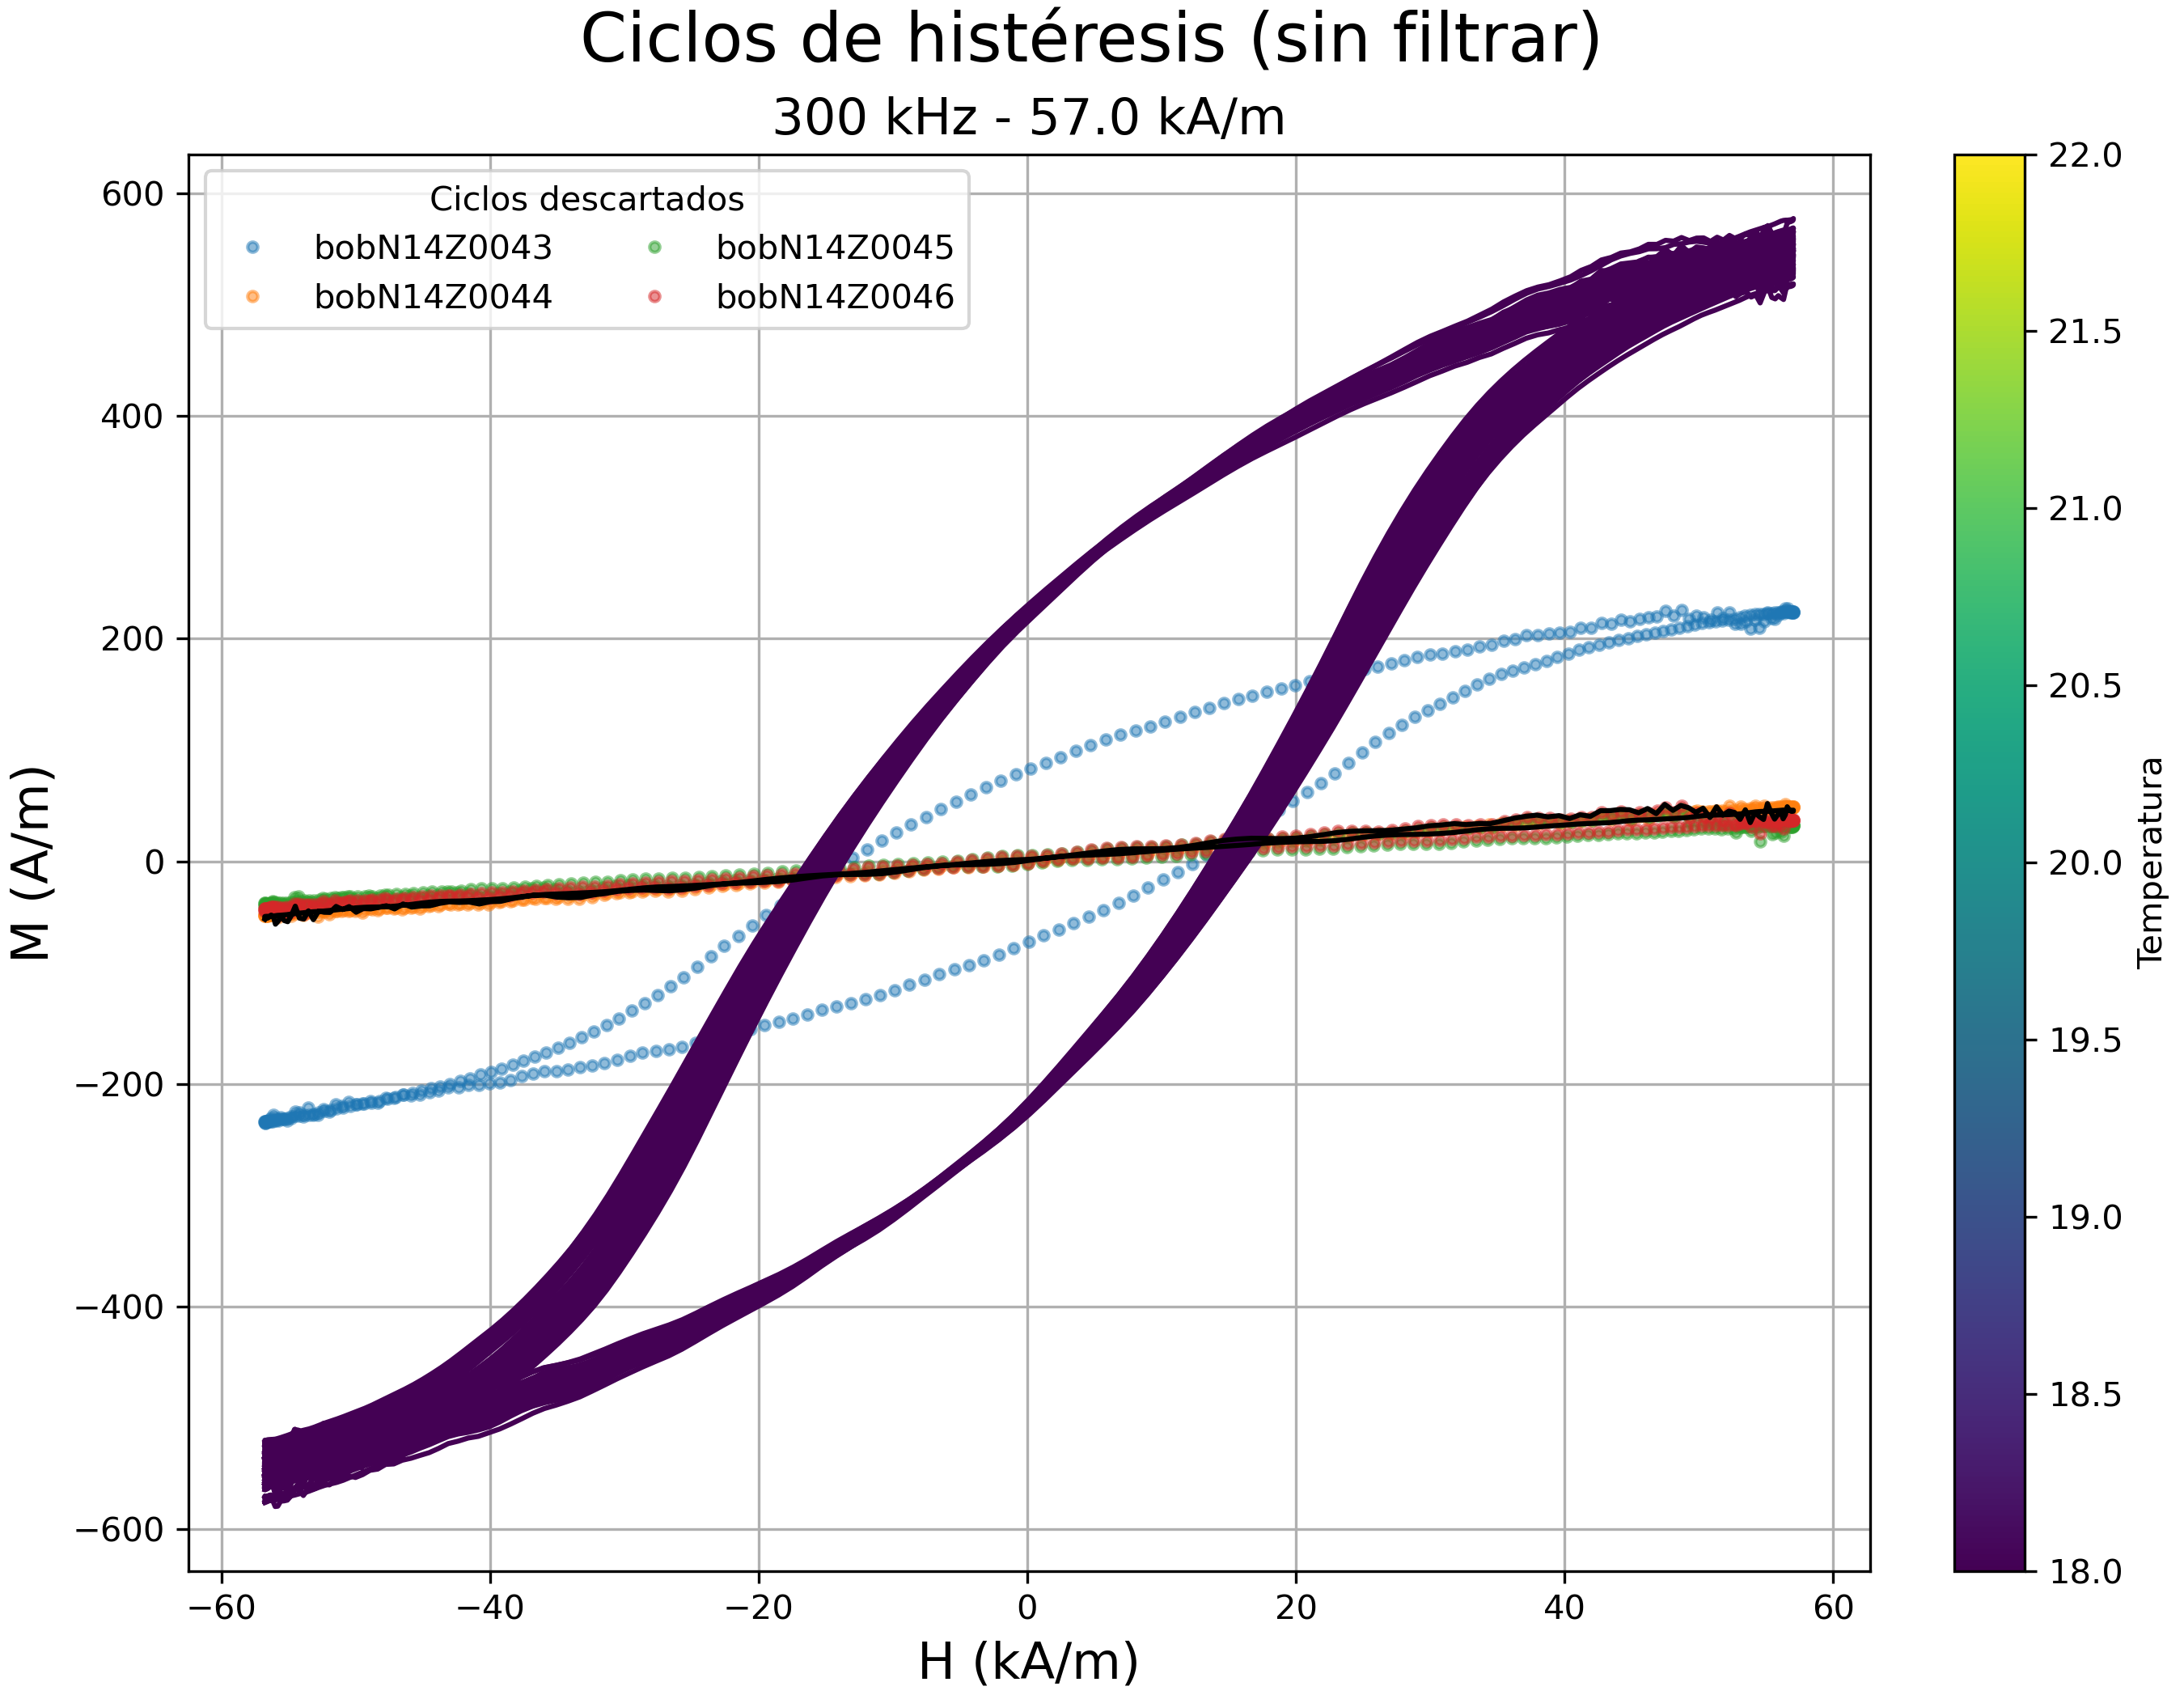 Ciclos de histéresis (sin filtrar)
300 kHz - 57.0 kA/m
Ciclos descartados
bobN14Z0043
bobN14Z0044
bobN14Z0045
bobN14Z0046
M (A/m)
600
400
200
0
−200
−400
−600
−60
−40
−20
0
20
40
60
H (kA/m)
22.0
21.5
21.0
20.5
20.0
19.5
19.0
18.5
18.0
Temperatura